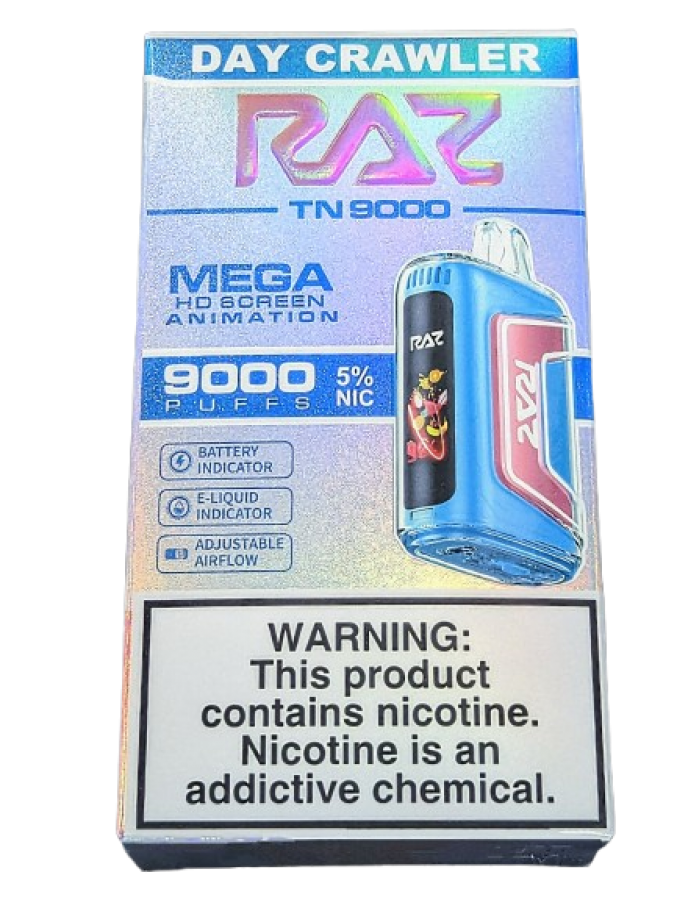 DAY CRAWLER
RAZ
TN 9000
MEGA
HD SCREEN
ANIMATION
RAZ
RAZ
9000
PUFFS
5%
NIC
BATTERY
INDICATOR
E-LIQUID
INDICATOR
ADJUSTABLE
AIRFLOW
WARNING:
This product
contains nicotine.
Nicotine is an
addictive chemical.